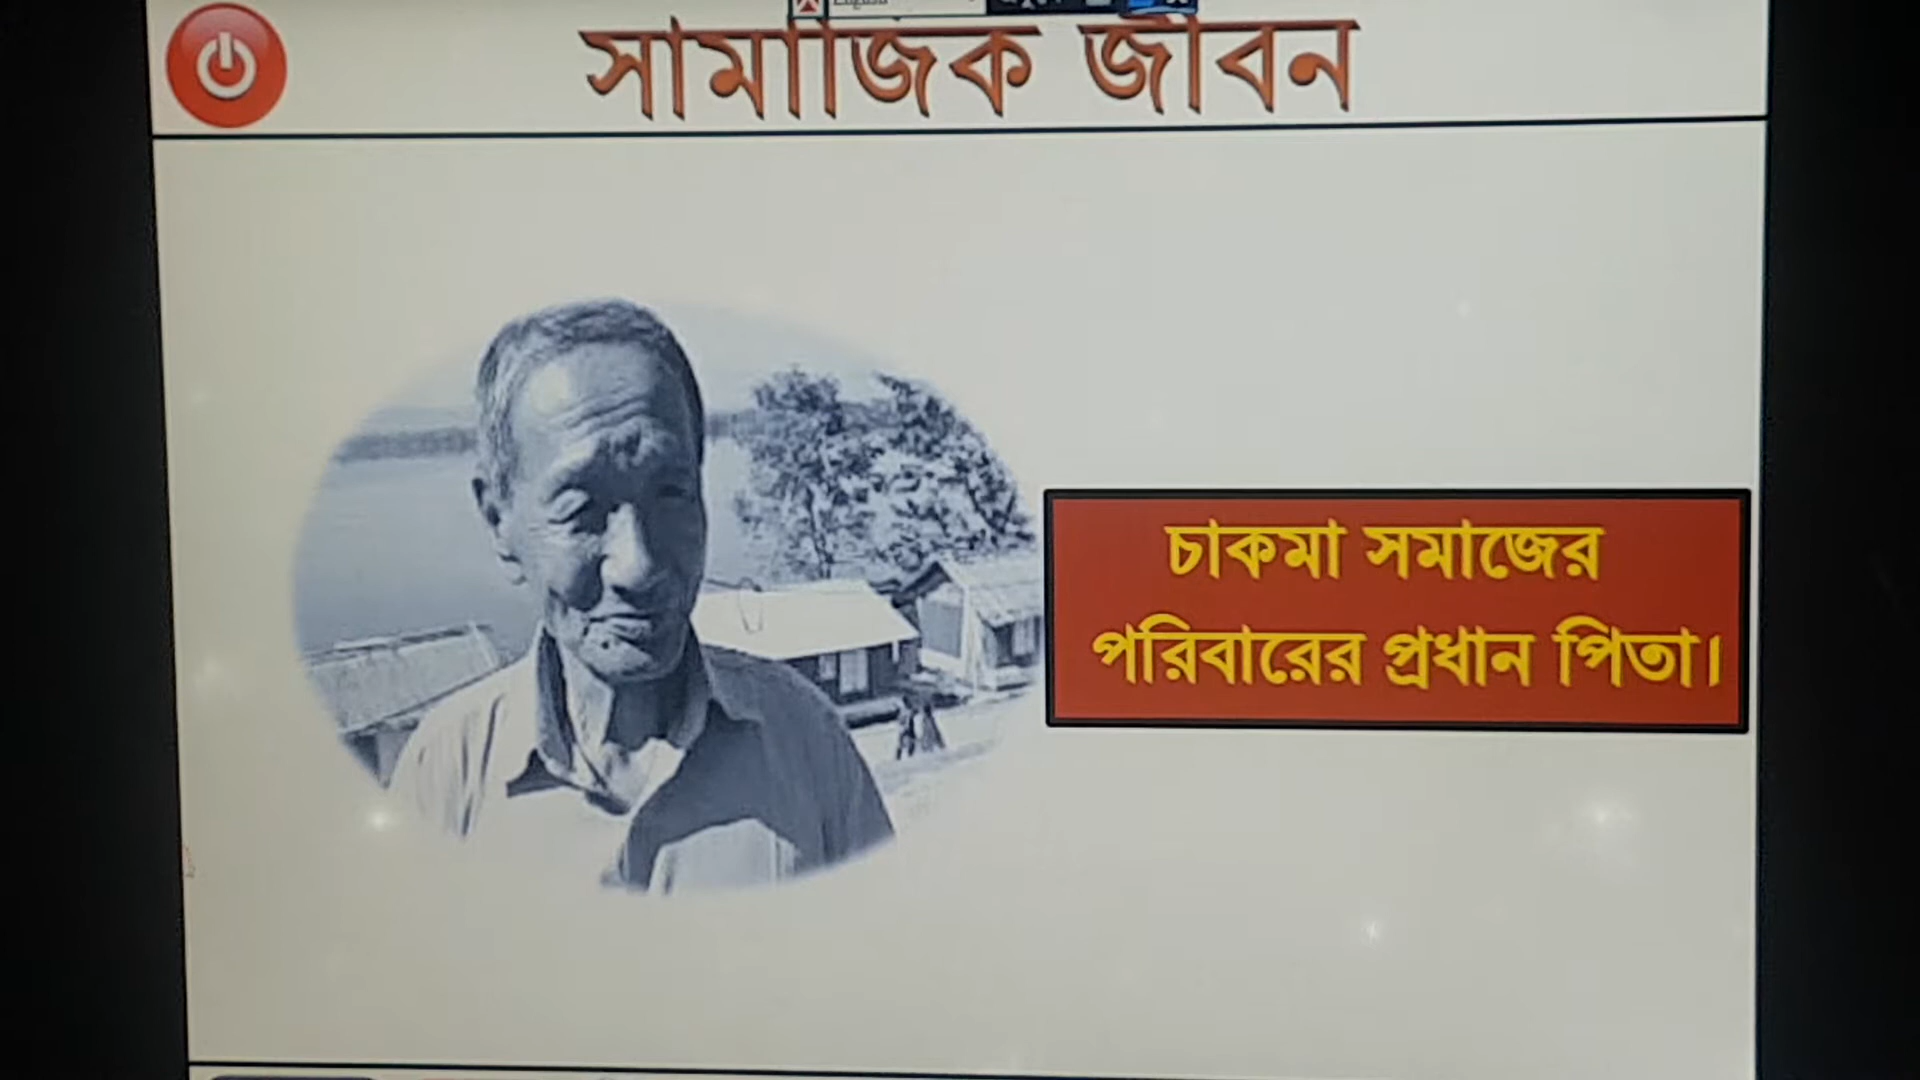 সামাজিক জীবন
চাকমা সমাজের
পরিবারের প্রধান পিতা।